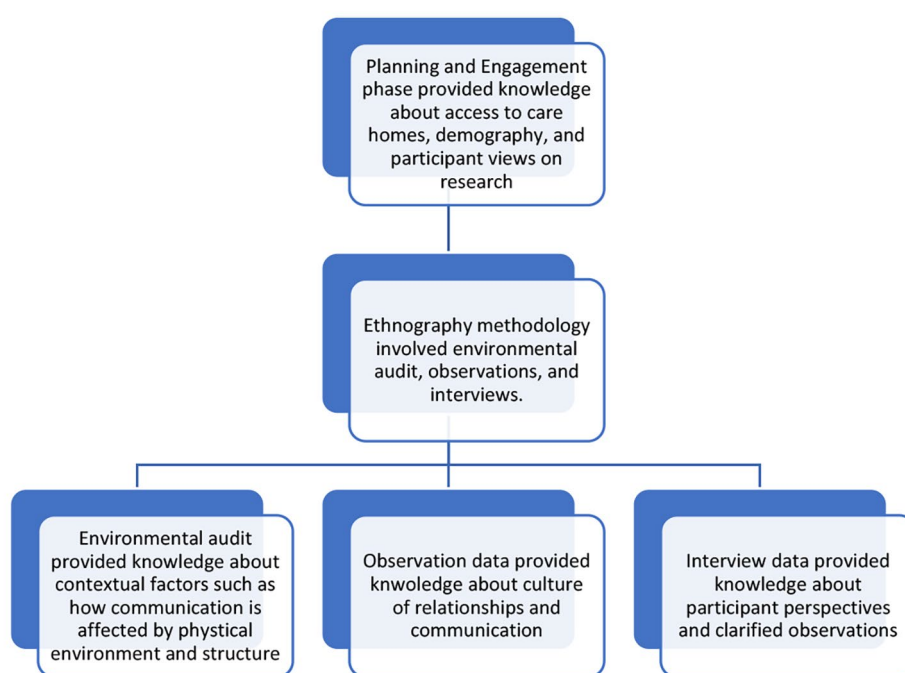 Planning and Engagement
phase provided knowledge
about access to care
homes, demography, and
participant views on
research
Ethnography methodology
involved environmental
audit, observations, and
interviews.
Environmental audit
provided knowledge about
contextual factors such as
how communication is
affected by phystical
environment and structure
Observation data provided
knwoledge about culture
of relationships and
communication
Interview data provided
knowledge about
participant perspectives
and clarified observations